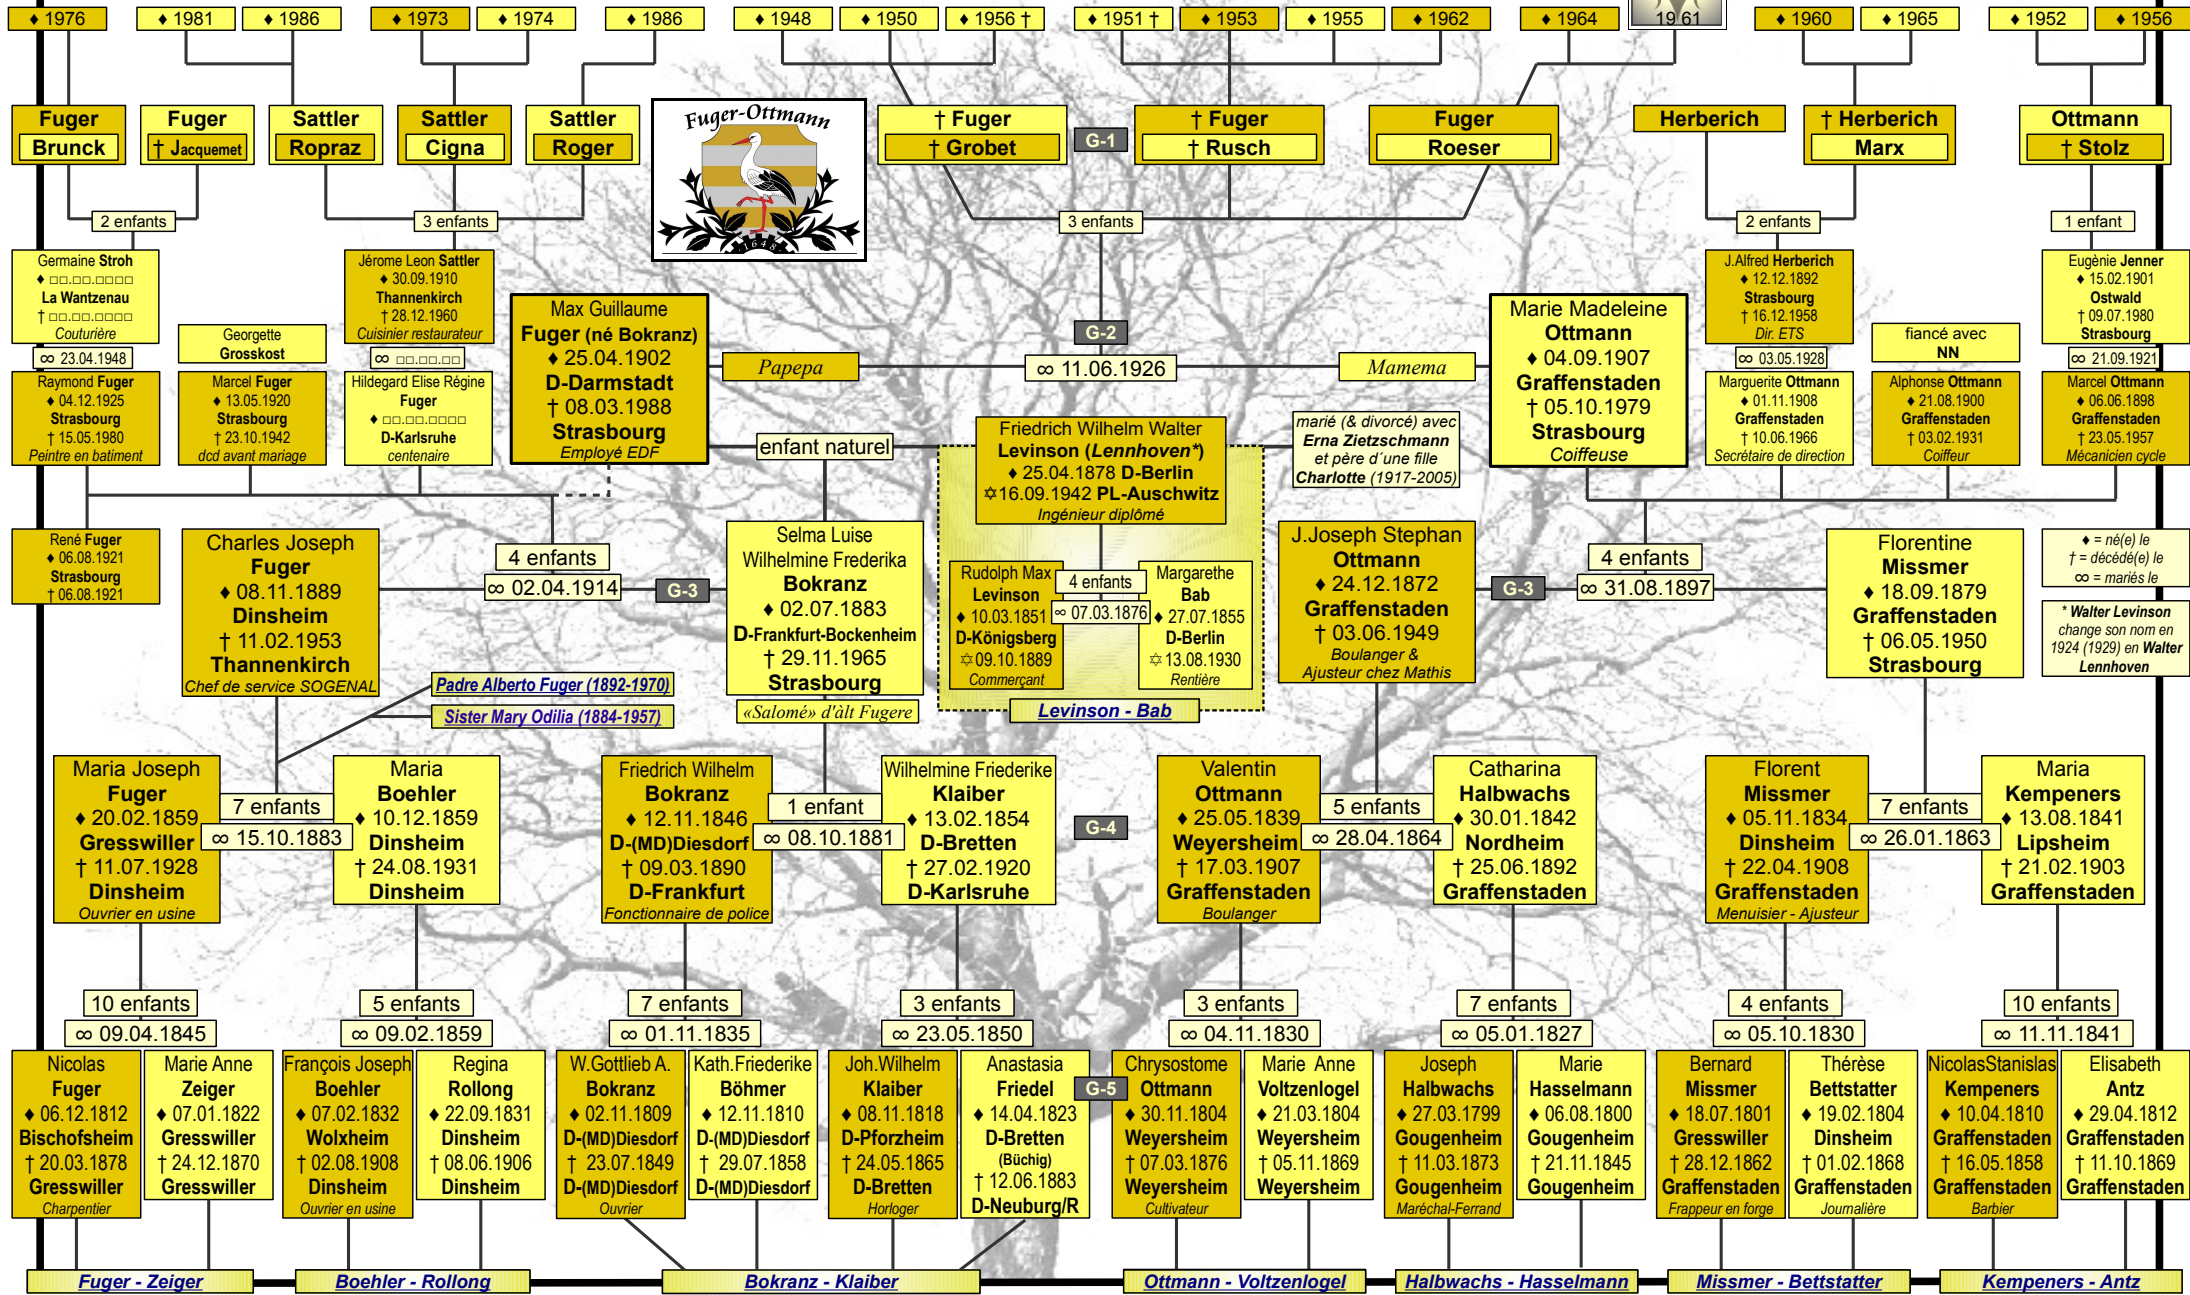 ♦ 1976
♦ 1981
♦ 1986
♦ 1973
♦ 1974
♦ 1986
♦ 1948
♦ 1950
♦ 1956 †
♦ 1951 †
♦ 1953
♦ 1955
♦ 1962
♦ 1964
1961
♦ 1960
♦ 1965
♦ 1952
♦ 1956
Fuger
Brunck
Fuger
† Jacquemet
Sattler
Ropraz
Sattler
Cigna
Sattler
Roger
Fuger-Ottmann
1648
† Fuger
† Grobet
G-1
† Fuger
† Rusch
Fuger
Roeser
Herberich
† Herberich
Marx
Ottmann
† Stolz
2 enfants
3 enfants
3 enfants
2 enfants
1 enfant
Germaine Stroh
♦ □□.□□.□□□□
La Wantzenau
† □□.□□.□□□□
Couturière
∞ 23.04.1948
Raymond Fuger
♦ 04.12.1925
Strasbourg
† 15.05.1980
Peintre en batiment
Georgette
Grosskost
Marcel Fuger
♦ 13.05.1920
Strasbourg
† 23.10.1942
dcd avant mariage
Jérome Leon Sattler
♦ 30.09.1910
Thannenkirch
† 28.12.1960
Cuisinier restaurateur
∞ □□.□□.□□
Hildegard Elise Régine
Fuger
♦ □□.□□.□□□□
D-Karlsruhe
centenaire
Max Guillaume
Fuger (né Bokranz)
♦ 25.04.1902
D-Darmstadt
† 08.03.1988
Strasbourg
Employé EDF
Papepa
G-2
∞ 11.06.1926
Mamema
Marie Madeleine
Ottmann
♦ 04.09.1907
Graffenstaden
† 05.10.1979
Strasbourg
Coiffeuse
J.Alfred Herberich
♦ 12.12.1892
Strasbourg
† 16.12.1958
Dir. ETS
∞ 03.05.1928
Marguerite Ottmann
♦ 01.11.1908
Graffenstaden
† 10.06.1966
Secrétaire de direction
fiancé avec
NN
Alphonse Ottmann
♦ 21.08.1900
Graffenstaden
† 03.02.1931
Coiffeur
Eugènie Jenner
♦ 15.02.1901
Ostwald
† 09.07.1980
Strasbourg
∞ 21.09.1921
Marcel Ottmann
♦ 06.06.1898
Graffenstaden
† 23.05.1957
Mécanicien cycle
enfant naturel
Friedrich Wilhelm Walter
Levinson (Lennhoven*)
♦ 25.04.1878 D-Berlin
✡16.09.1942 PL-Auschwitz
Ingénieur diplômé
marié (& divorcé) avec
Erna Zietzschmann
et père d´une fille
Charlotte (1917-2005)
René Fuger
♦ 06.08.1921
Strasbourg
† 06.08.1921
Charles Joseph
Fuger
♦ 08.11.1889
Dinsheim
† 11.02.1953
Thannenkirch
Chef de service SOGENAL
4 enfants
∞ 02.04.1914
G-3
Selma Luise
Wilhelmine Frederika
Bokranz
♦ 02.07.1883
D-Frankfurt-Bockenheim
† 29.11.1965
Strasbourg
«Salomé» d'àlt Fugere
Rudolph Max
Levinson
♦ 10.03.1851
D-Königsberg
✡09.10.1889
Commerçant
4 enfants
∞ 07.03.1876
Margarethe
Bab
♦ 27.07.1855
D-Berlin
✡ 13.08.1930
Rentière
Levinson - Bab
J.Joseph Stephan
Ottmann
♦ 24.12.1872
Graffenstaden
† 03.06.1949
Boulanger &
Ajusteur chez Mathis
G-3
4 enfants
∞ 31.08.1897
Florentine
Missmer
♦ 18.09.1879
Graffenstaden
† 06.05.1950
Strasbourg
♦ = né(e) le
† = décédé(e) le
∞ = mariés le
* Walter Levinson
change son nom en
1924 (1929) en Walter
Lennhoven
Padre Alberto Fuger (1892-1970)
Sister Mary Odilia (1884-1957)
Maria Joseph
Fuger
♦ 20.02.1859
Gresswiller
† 11.07.1928
Dinsheim
Ouvrier en usine
7 enfants
∞ 15.10.1883
Maria
Boehler
♦ 10.12.1859
Dinsheim
† 24.08.1931
Dinsheim
Friedrich Wilhelm
Bokranz
♦ 12.11.1846
D-(MD)Diesdorf
† 09.03.1890
D-Frankfurt
Fonctionnaire de police
1 enfant
∞ 08.10.1881
Wilhelmine Friederike
Klaiber
♦ 13.02.1854
D-Bretten
† 27.02.1920
D-Karlsruhe
G-4
Valentin
Ottmann
♦ 25.05.1839
Weyersheim
† 17.03.1907
Graffenstaden
Boulanger
5 enfants
∞ 28.04.1864
Catharina
Halbwachs
♦ 30.01.1842
Nordheim
† 25.06.1892
Graffenstaden
Florent
Missmer
♦ 05.11.1834
Dinsheim
† 22.04.1908
Graffenstaden
Menuisier - Ajusteur
7 enfants
∞ 26.01.1863
Maria
Kempeners
♦ 13.08.1841
Lipsheim
† 21.02.1903
Graffenstaden
10 enfants
∞ 09.04.1845
5 enfants
∞ 09.02.1859
7 enfants
∞ 01.11.1835
3 enfants
∞ 23.05.1850
3 enfants
∞ 04.11.1830
7 enfants
∞ 05.01.1827
4 enfants
∞ 05.10.1830
10 enfants
∞ 11.11.1841
Nicolas
Fuger
♦ 06.12.1812
Bischofsheim
† 20.03.1878
Gresswiller
Charpentier
Marie Anne
Zeiger
♦ 07.01.1822
Gresswiller
† 24.12.1870
Gresswiller
François Joseph
Boehler
♦ 07.02.1832
Wolxheim
† 02.08.1908
Dinsheim
Ouvrier en usine
Regina
Rollong
♦ 22.09.1831
Dinsheim
† 08.06.1906
Dinsheim
W.Gottlieb A.
Bokranz
♦ 02.11.1809
D-(MD)Diesdorf
† 23.07.1849
D-(MD)Diesdorf
Ouvrier
Kath.Friederike
Böhmer
♦ 12.11.1810
D-(MD)Diesdorf
† 29.07.1858
D-(MD)Diesdorf
Joh.Wilhelm
Klaiber
♦ 08.11.1818
D-Pforzheim
† 24.05.1865
D-Bretten
Horloger
Anastasia
Friedel
♦ 14.04.1823
D-Bretten
(Büchig)
† 12.06.1883
D-Neuburg/R
G-5
Chrysostome
Ottmann
♦ 30.11.1804
Weyersheim
† 07.03.1876
Weyersheim
Cultivateur
Marie Anne
Voltzenlogel
♦ 21.03.1804
Weyersheim
† 05.11.1869
Weyersheim
Joseph
Halbwachs
♦ 27.03.1799
Gougenheim
† 11.03.1873
Gougenheim
Maréchal-Ferrand
Marie
Hasselmann
♦ 06.08.1800
Gougenheim
† 21.11.1845
Gougenheim
Bernard
Missmer
♦ 18.07.1801
Gresswiller
† 28.12.1862
Graffenstaden
Frappeur en forge
Thérèse
Bettstatter
♦ 19.02.1804
Dinsheim
† 01.02.1868
Graffenstaden
Journalière
NicolasStanislas
Kempeners
♦ 10.04.1810
Graffenstaden
† 16.05.1858
Graffenstaden
Barbier
Elisabeth
Antz
♦ 29.04.1812
Graffenstaden
† 11.10.1869
Graffenstaden
Fuger - Zeiger
Boehler - Rollong
Bokranz - Klaiber
Ottmann - Voltzenlogel
Halbwachs - Hasselmann
Missmer - Bettstatter
Kempeners - Antz